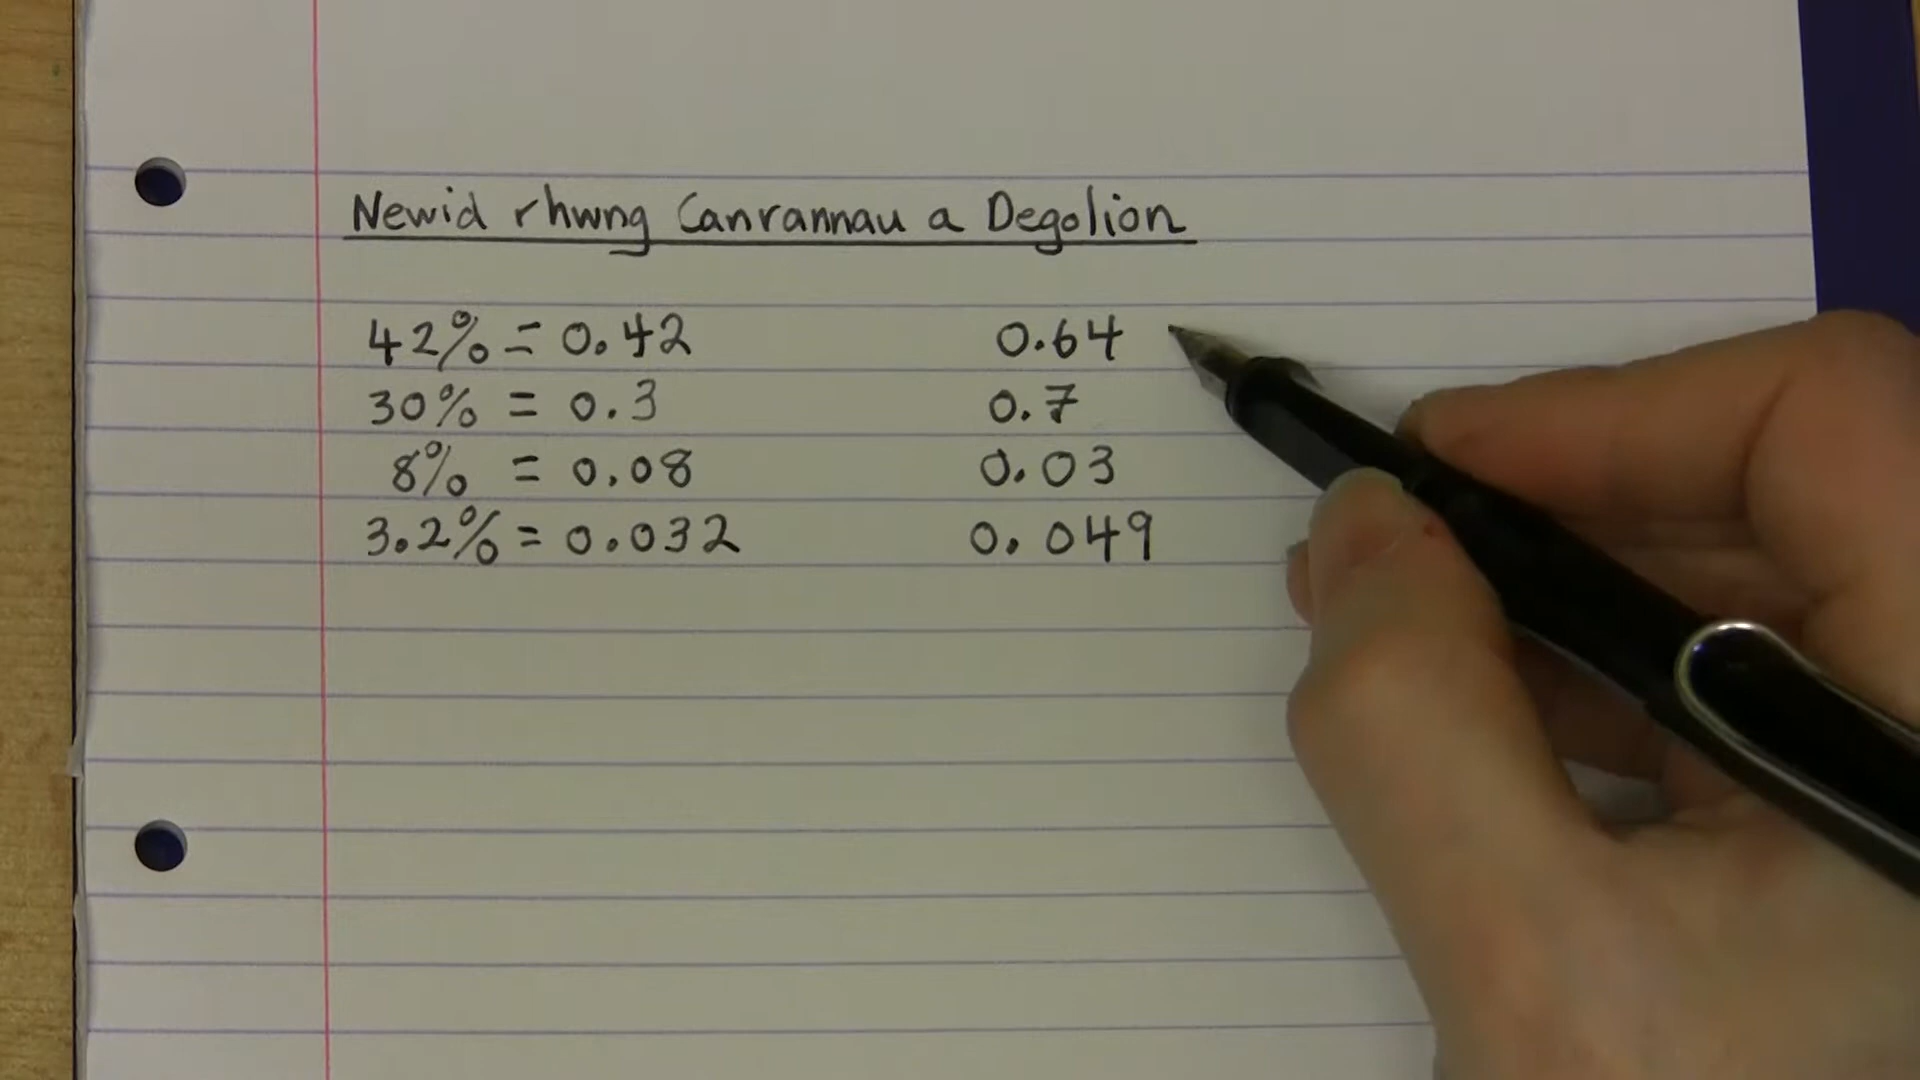 Newid rhwng Canrannau a Degolion
42% = 0.42 0.64
30% = 0.3 0.7
8% = 0.08 0.03
3.2% = 0.032 0.049